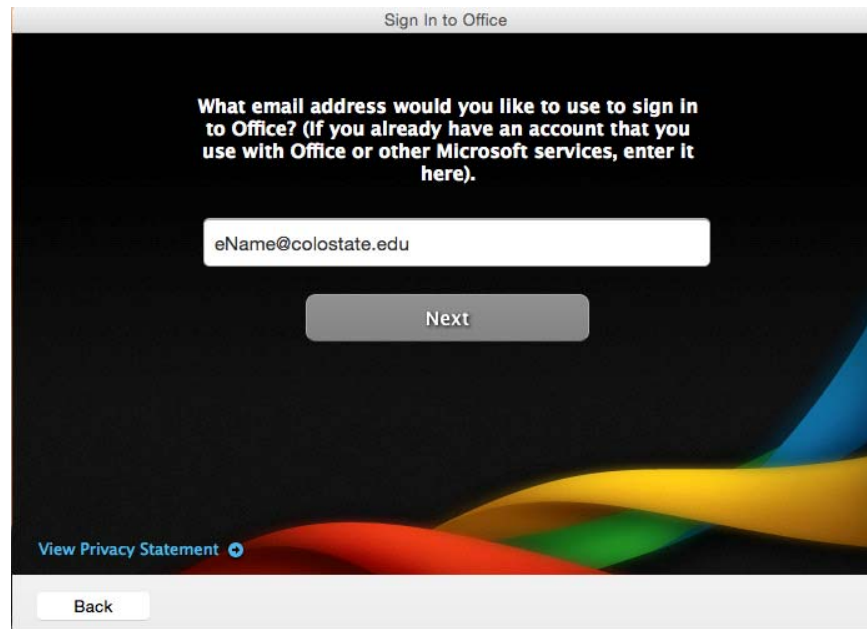 Sign In to Office
What email address would you like to use to sign in
to Office? (If you already have an account that you
use with Office or other Microsoft services, enter it
here).
eName@colostate.edu
Next
View Privacy Statement
Back